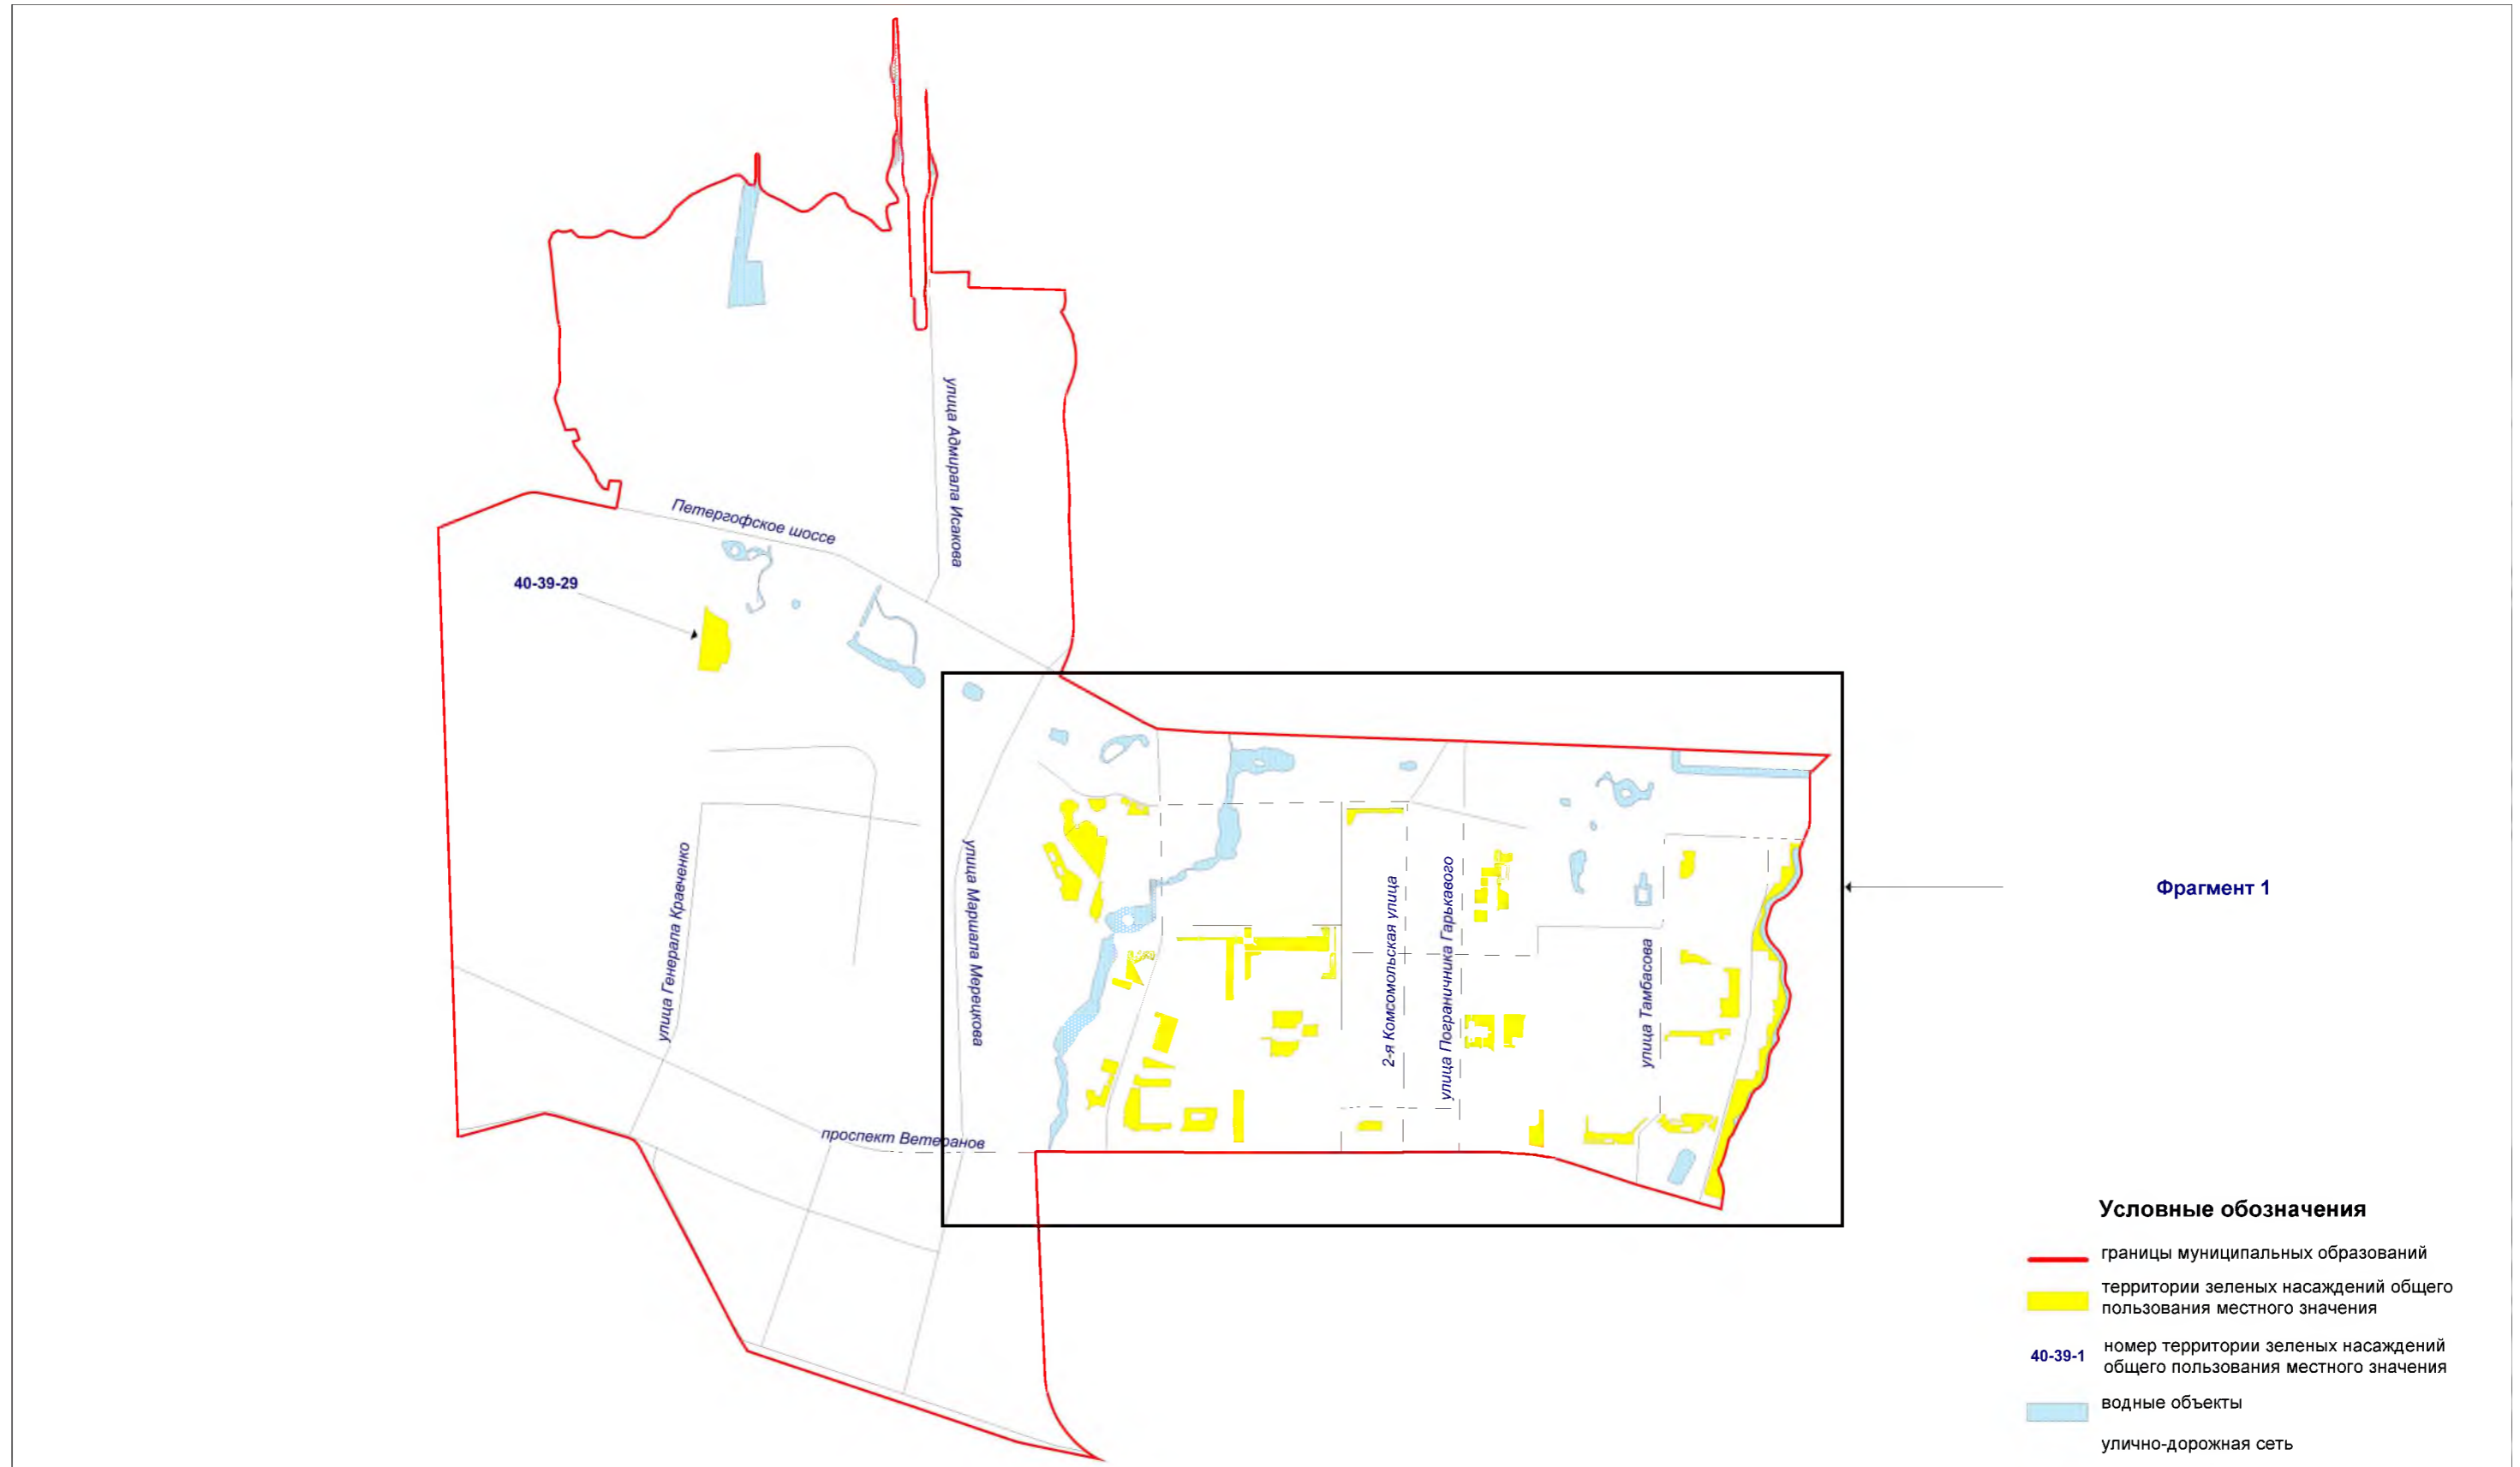 улица Адмирала Исакова
Петергофское шоссе
40-39-29
улица Генерала Кравченко
улица Маршала Мерецкова
2-я Комсомольская улица
улица Пограничника Гарькавого
улица Тамбасова
проспект Ветеранов
Фрагмент 1
Условные обозначения
границы муниципальных образований
территории зеленых насаждений общего
пользования местного значения
40-39-1
номер территории зеленых насаждений
общего пользования местного значения
водные объекты
улично-дорожная сеть